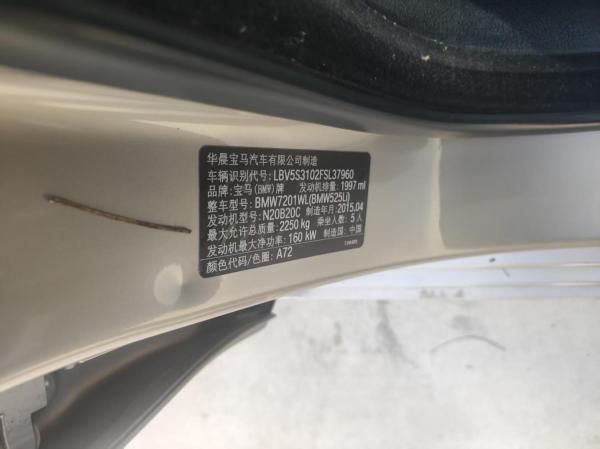 华晨宝马汽车有限公司制造
车辆识别代号: LBV5S3102FSL37960
品牌: 宝马(BMW)牌 发动机排量: 1997 ml
整车型号: BMW7201WL(BMW525Li)
发动机型号: N20B20C 制造年月: 2015.04
最大允许总质量: 2250 kg 乘坐人数: 5 人
发动机最大净功率: 160 kW 制造国: 中国
颜色代码/色圈: A72